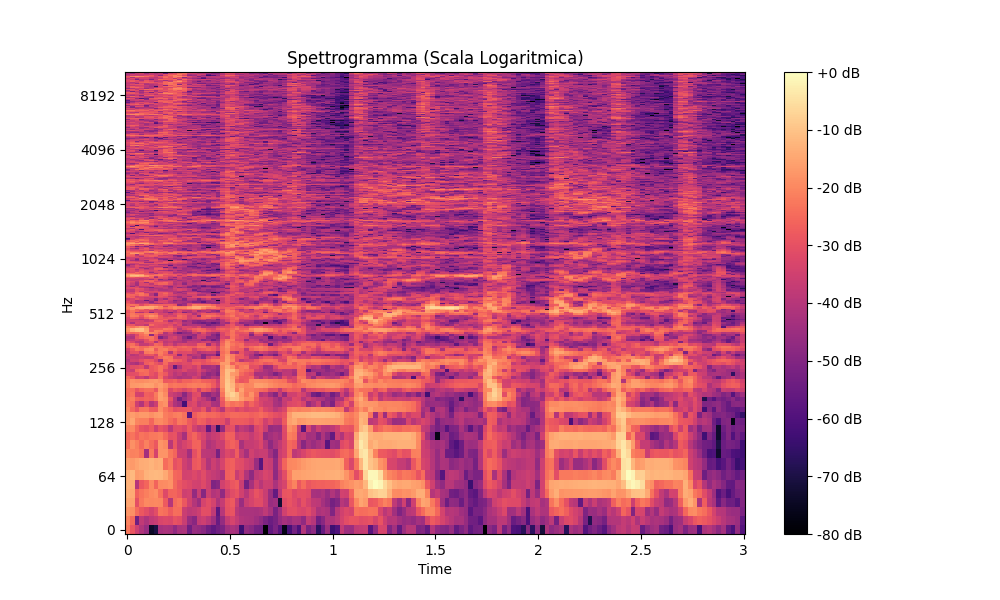 Spettrogramma (Scala Logaritmica)
8192
4096
2048
1024
512
256
128
64
0
Hz
0 0.5 1 1.5 2 2.5 3
Time
+0 dB
-10 dB
-20 dB
-30 dB
-40 dB
-50 dB
-60 dB
-70 dB
-80 dB